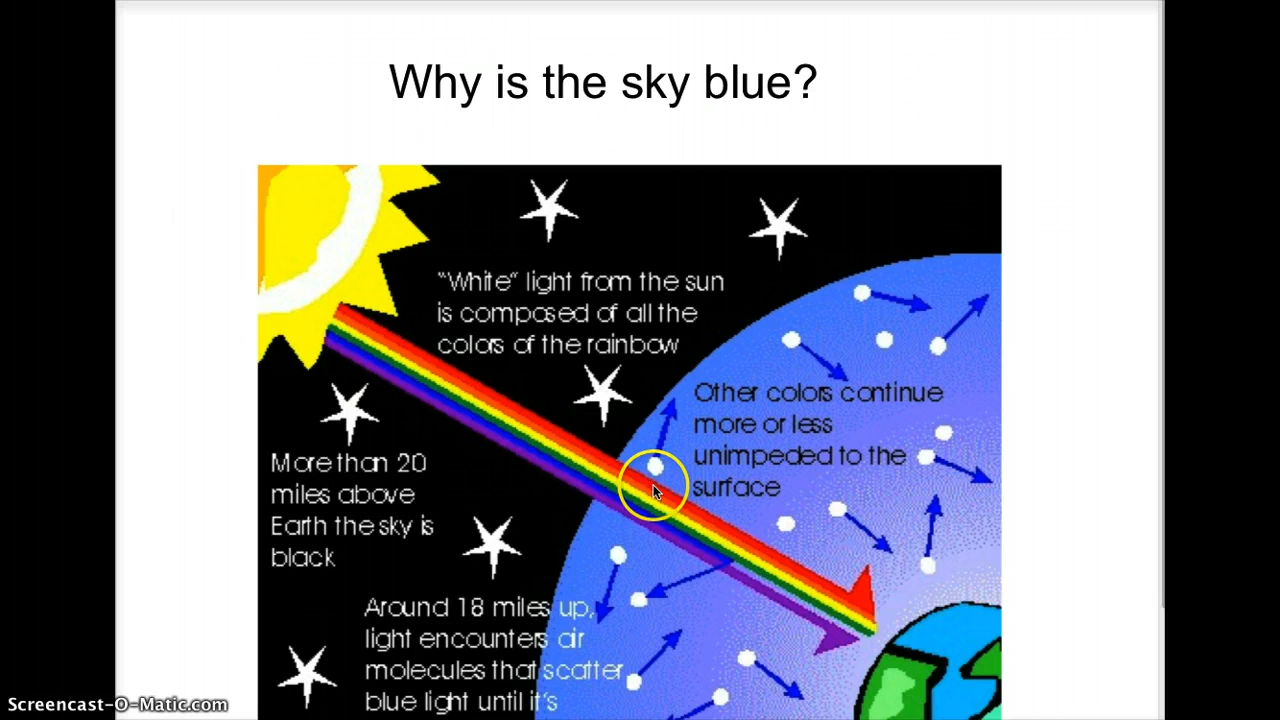 Why is the sky blue?
"White" light from the sun
is composed of all the
colors of the rainbow
Other colors continue
more or less
unimpeded to the
surface
More than 20
miles above
Earth the sky is
black
Around 18 miles up,
light encounters air
molecules that scatter
blue light until it's
Screencast-O-Matic.com